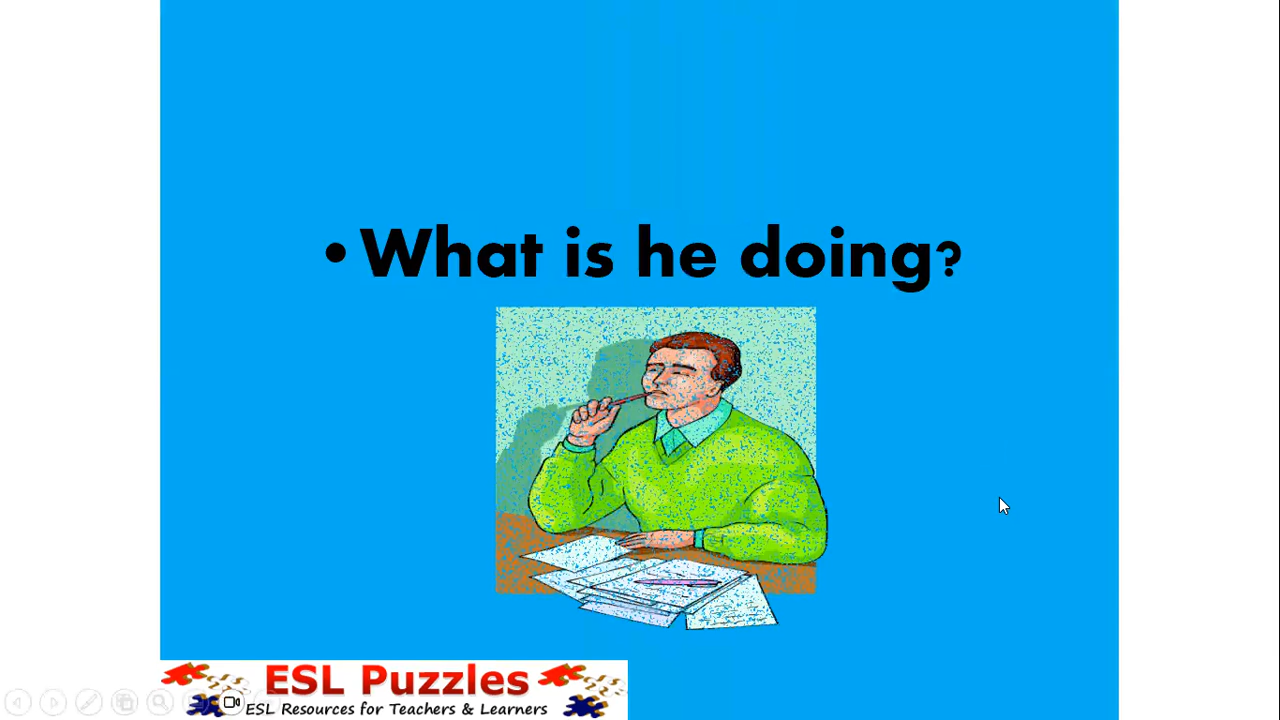 • What is he doing?
ESL Puzzles
ESL Resources for Teachers & Learners